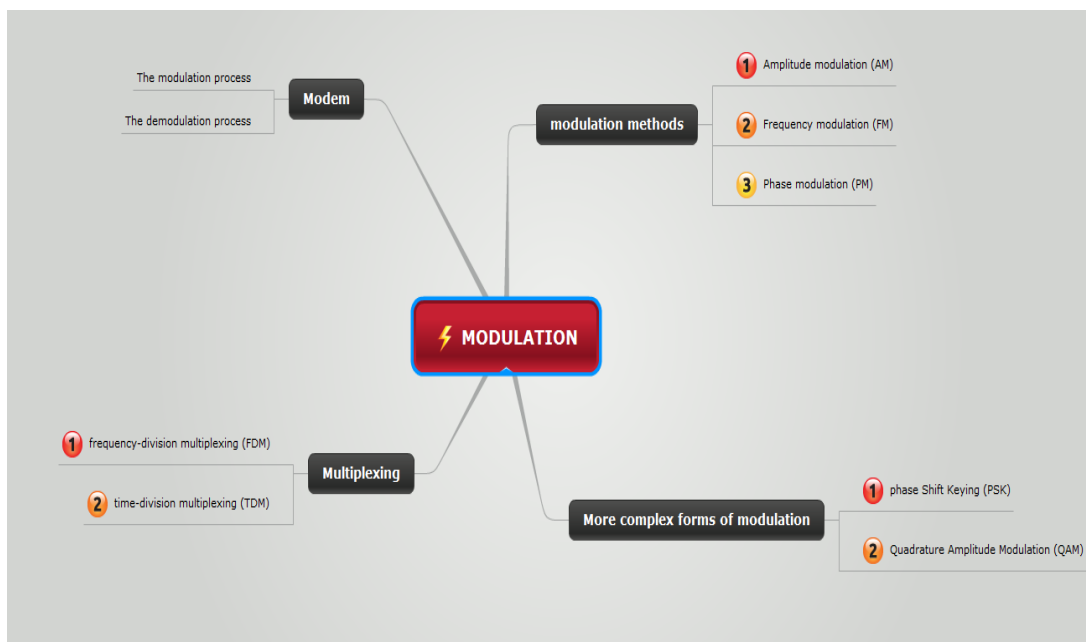 MODULATION
modulation methods
1 Amplitude modulation (AM)
2 Frequency modulation (FM)
3 Phase modulation (PM)
More complex forms of modulation
1 phase Shift Keying (PSK)
2 Quadrature Amplitude Modulation (QAM)
Multiplexing
1 frequency-division multiplexing (FDM)
2 time-division multiplexing (TDM)
Modem
The modulation process
The demodulation process